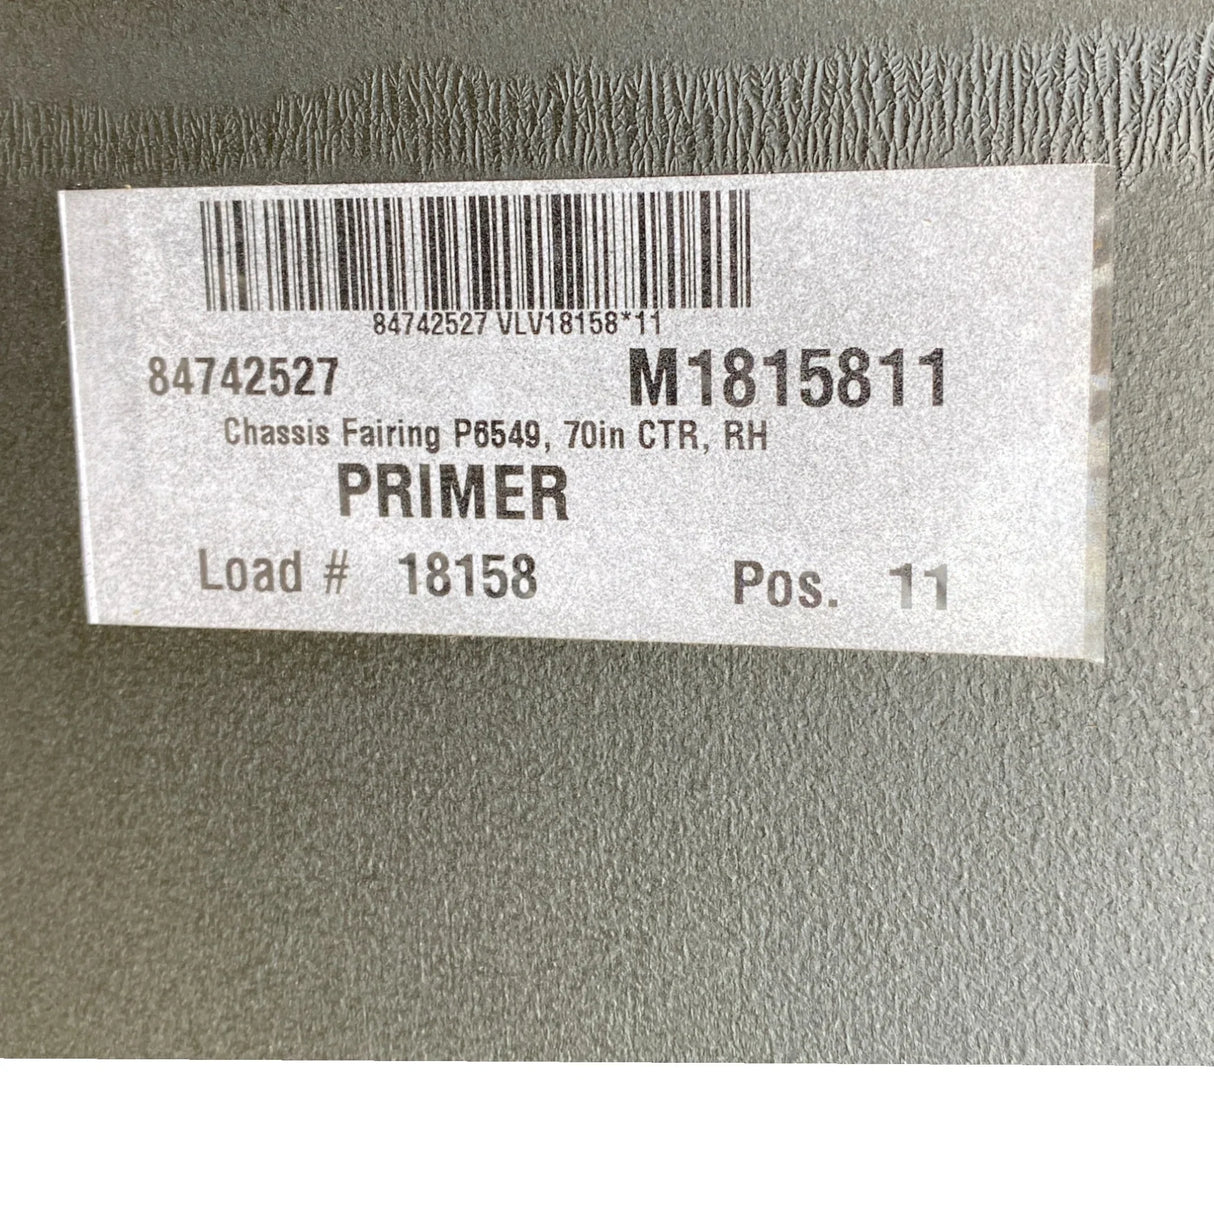 84742527 VLV18158*11
84742527 M1815811
Chassis Fairing P6549, 70in CTR, RH
PRIMER
Load # 18158 Pos. 11